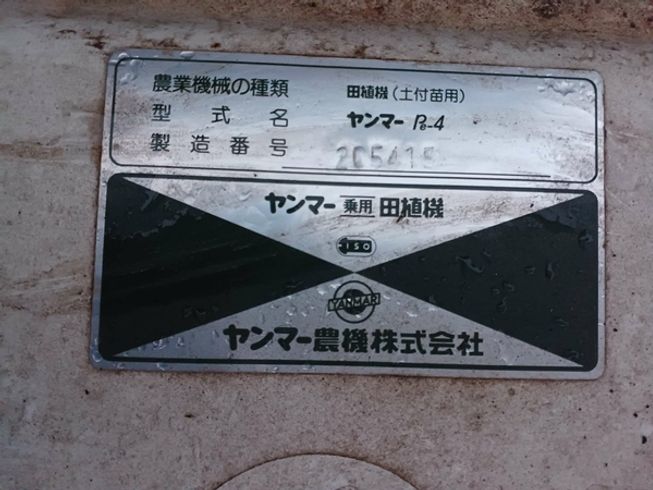 農業機械の種類 田植機(土付苗用)
型式名 ヤンマー Pe-4
製造番号 205415
ヤンマー 乗用 田植機
ISO
YANMAR
ヤンマー農機株式会社